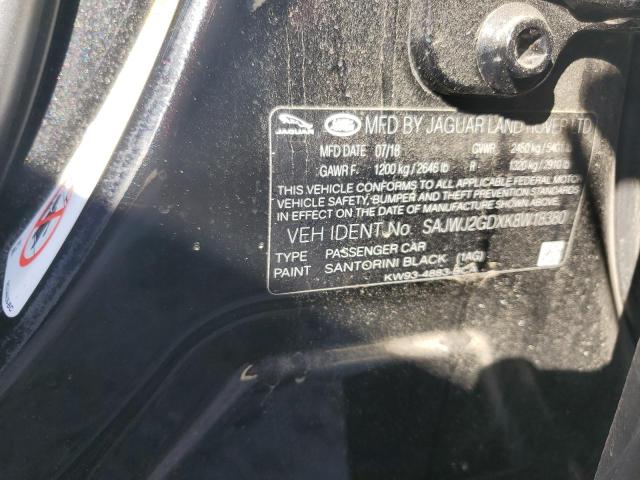 JAGUAR MFD BY JAGUAR LAND ROVER LTD
MFD DATE 07/18 GVWR 2450 kg / 5401 lb
GAWR F. 1200 kg / 2646 lb R 1320 kg / 2910 lb
THIS VEHICLE CONFORMS TO ALL APPLICABLE FEDERAL MOTOR
VEHICLE SAFETY, BUMPER AND THEFT PREVENTION STANDARDS
IN EFFECT ON THE DATE OF MANUFACTURE SHOWN ABOVE
VEH IDENT.No SAJWJ2GDXK8W18380
TYPE PASSENGER CAR
PAINT SANTORINI BLACK (1AG)